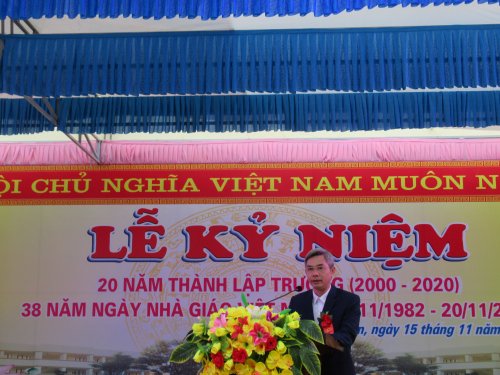 ỘI CHỦ NGHĨA VIỆT NAM MUÔN N
LỄ KỶ NIỆM
20 NĂM THÀNH LẬP TRƯỜNG (2000 - 2020)
38 NĂM NGÀY NHÀ GIÁO VIỆT N 11/1982 - 20/11/2
n, ngày 15 tháng 11 năm